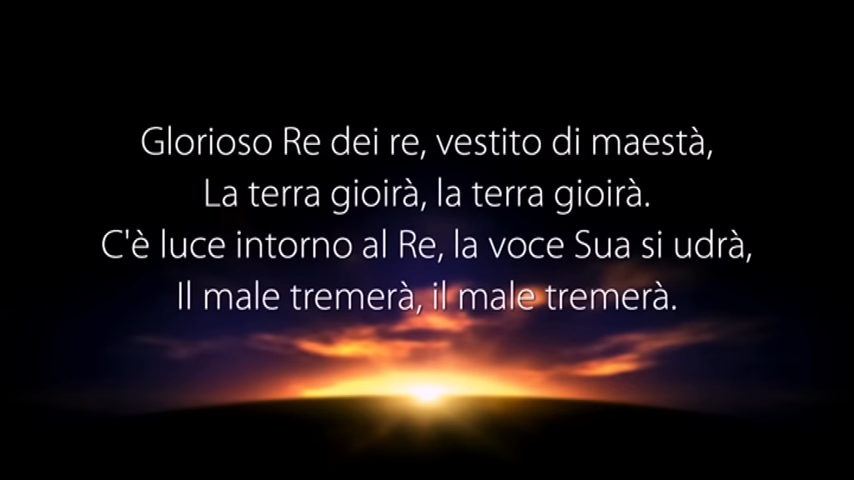 Glorioso Re dei re, vestito di maestà,
La terra gioirà, la terra gioirà.
C'è luce intorno al Re, la voce Sua si udrà,
Il male tremerà, il male tremerà.